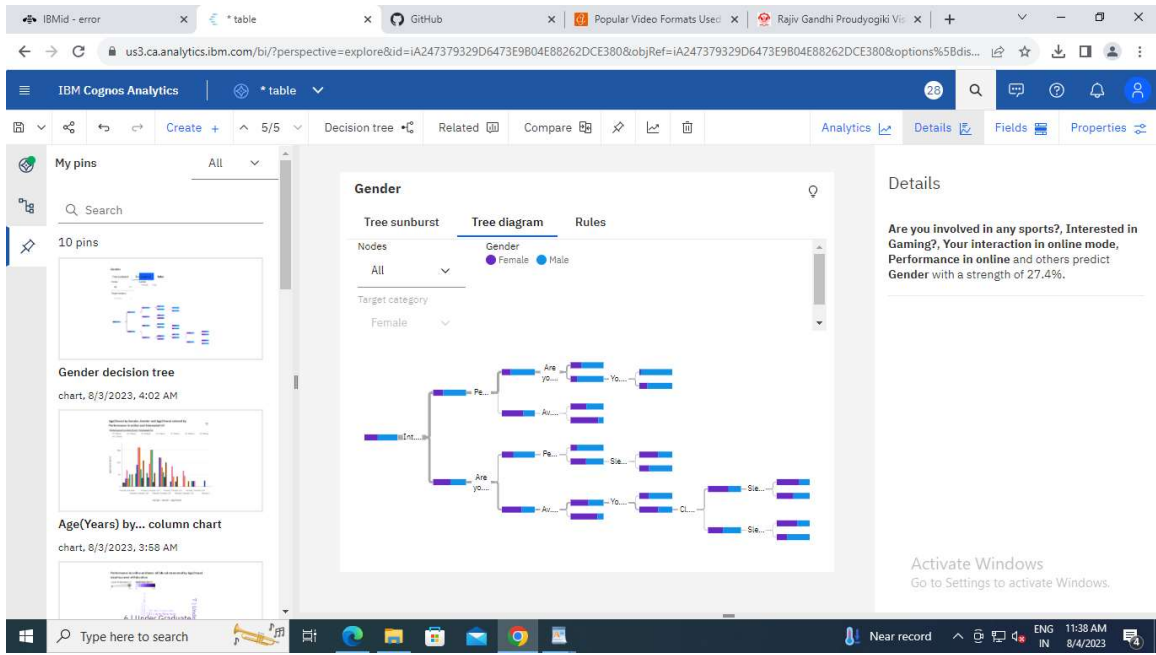 IBMid - error
* table
GitHub
Popular Video Formats Used
Rajiv Gandhi Proudyogiki Vis
us3.ca.analytics.ibm.com/bi/?perspective=explore&id=iA247379329D6473E9B04E88262DCE380&objRef=iA247379329D6473E9B04E88262DCE380&options%5Bdis...
IBM Cognos Analytics
* table
28
Create +
5/5
Decision tree
Related
Compare
Analytics
Details
Fields
Properties
My pins
All
Search
10 pins
Gender decision tree
chart, 8/3/2023, 4:02 AM
Age(Years) by... column chart
chart, 8/3/2023, 3:58 AM
Gender
Tree sunburst
Tree diagram
Rules
Nodes
All
Gender
Female
Male
Target category
Female
Int....
Pe...
Are
yo....
Are
yo....
Av....
Yo....
Pe...
Sle...
Av....
Yo....
Cl....
Sle...
Sle...
Details
Are you involved in any sports?, Interested in
Gaming?, Your interaction in online mode,
Performance in online and others predict
Gender with a strength of 27.4%.
Activate Windows
Go to Settings to activate Windows.
Type here to search
Near record
ENG
IN
11:38 AM
8/4/2023
4